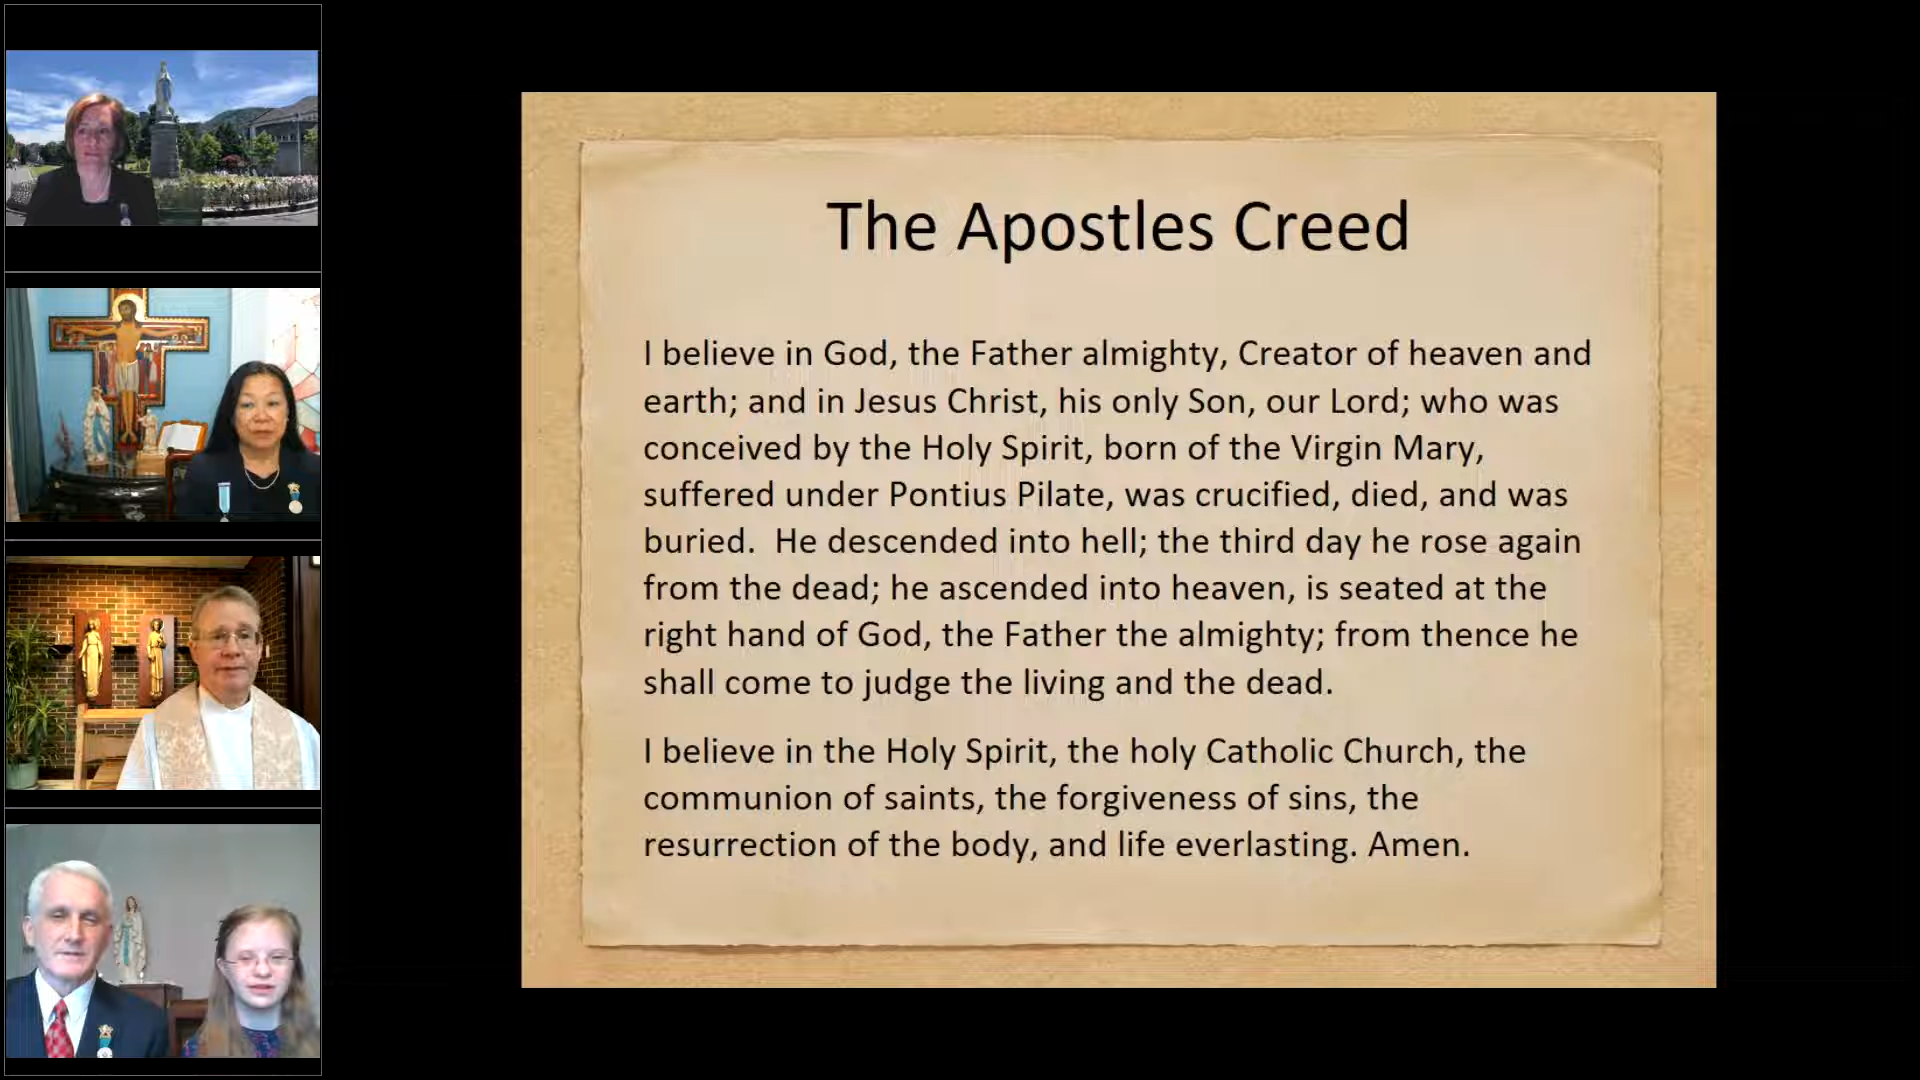 The Apostles Creed
I believe in God, the Father almighty, Creator of heaven and
earth; and in Jesus Christ, his only Son, our Lord; who was
conceived by the Holy Spirit, born of the Virgin Mary,
suffered under Pontius Pilate, was crucified, died, and was
buried.  He descended into hell; the third day he rose again
from the dead; he ascended into heaven, is seated at the
right hand of God, the Father the almighty; from thence he
shall come to judge the living and the dead.
I believe in the Holy Spirit, the holy Catholic Church, the
communion of saints, the forgiveness of sins, the
resurrection of the body, and life everlasting. Amen.